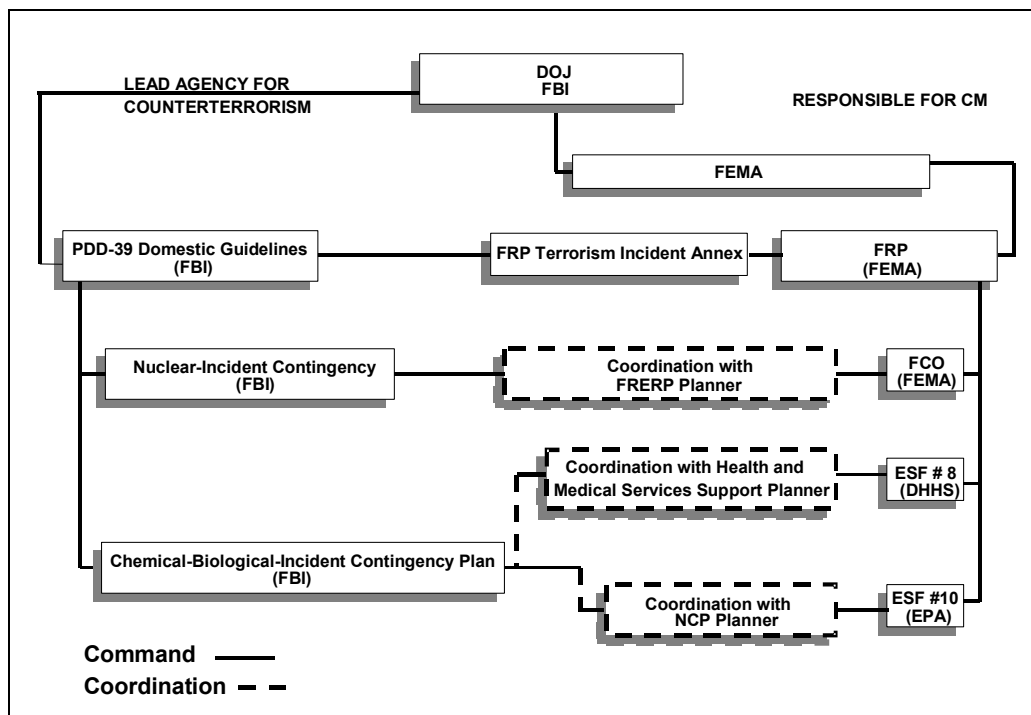 LEAD AGENCY FOR
COUNTERTERRORISM
DOJ
FBI
RESPONSIBLE FOR CM
FEMA
PDD-39 Domestic Guidelines
(FBI)
FRP Terrorism Incident Annex
FRP
(FEMA)
Nuclear-Incident Contingency
(FBI)
Coordination with
FRERP Planner
FCO
(FEMA)
Coordination with Health and
Medical Services Support Planner
ESF # 8
(DHHS)
Chemical-Biological-Incident Contingency Plan
(FBI)
Coordination with
NCP Planner
ESF #10
(EPA)
Command
Coordination